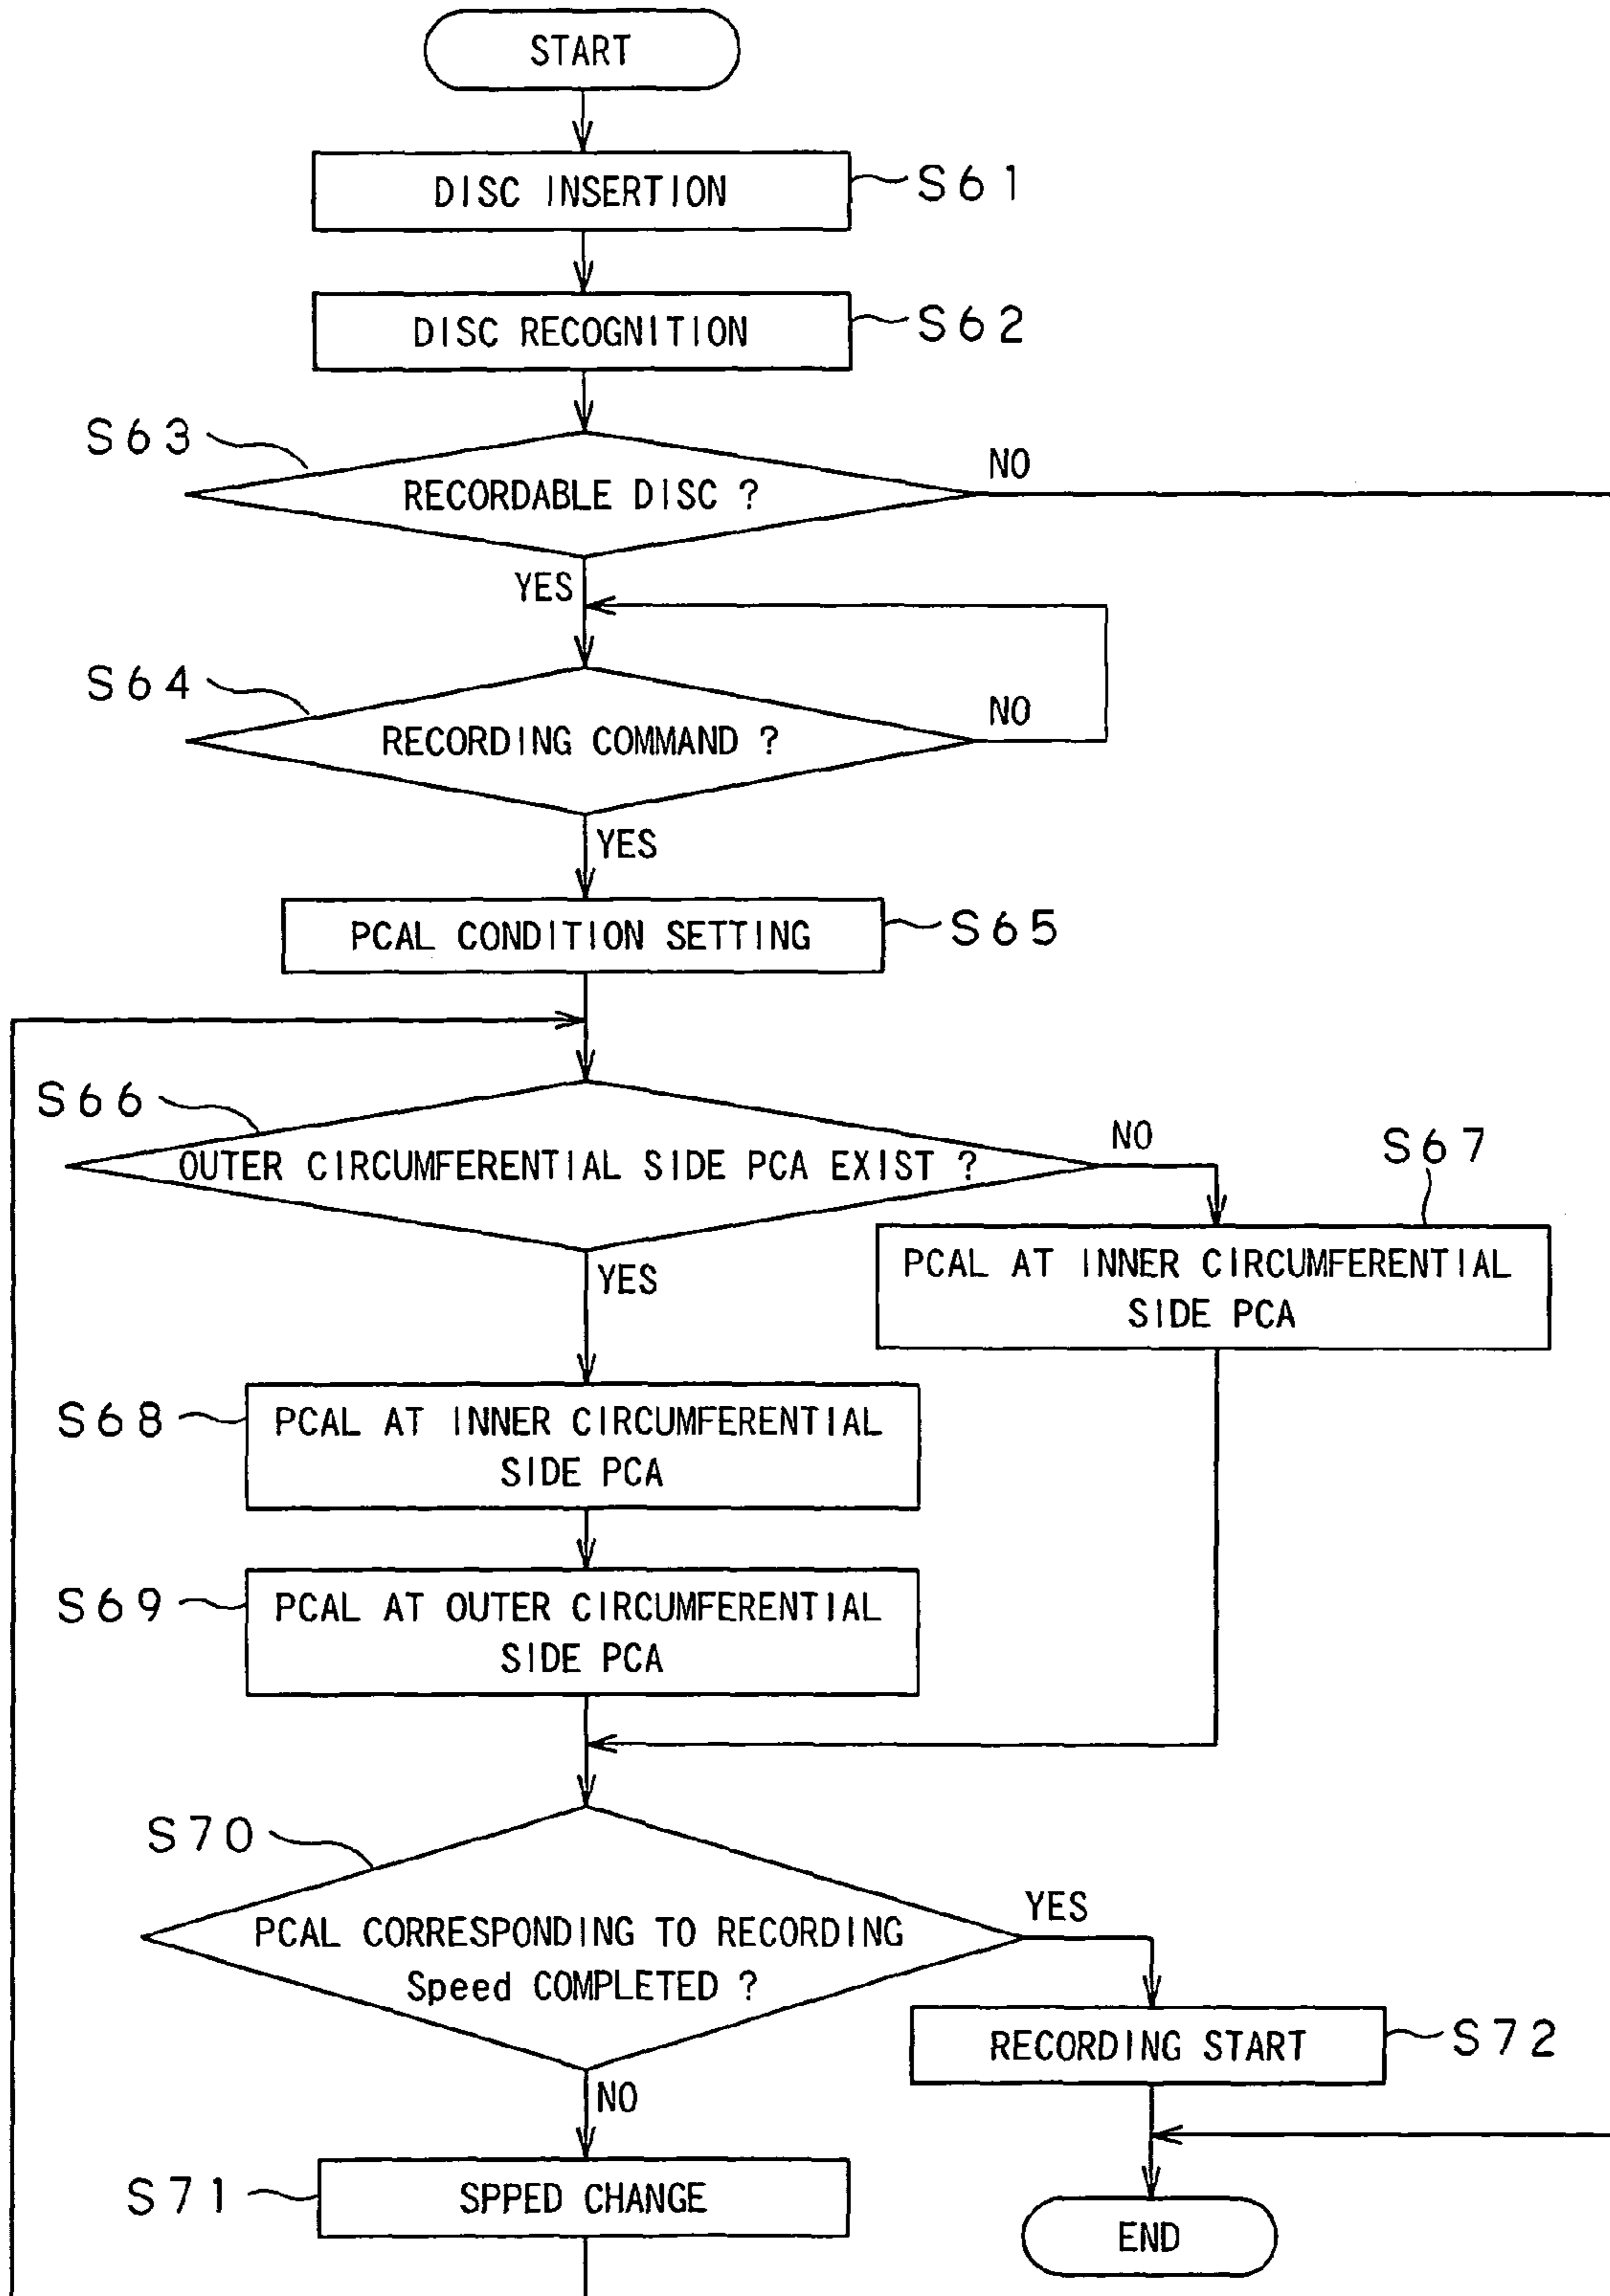 START
DISC INSERTION
S61
DISC RECOGNITION
S62
S63
RECORDABLE DISC ?
NO
YES
S64
RECORDING COMMAND ?
NO
YES
PCAL CONDITION SETTING
S65
S66
OUTER CIRCUMFERENTIAL SIDE PCA EXIST ?
NO
S67
YES
PCAL AT INNER CIRCUMFERENTIAL
SIDE PCA
S68
PCAL AT INNER CIRCUMFERENTIAL
SIDE PCA
S69
PCAL AT OUTER CIRCUMFERENTIAL
SIDE PCA
S70
PCAL CORRESPONDING TO RECORDING
Speed COMPLETED ?
YES
RECORDING START
S72
NO
S71
SPPED CHANGE
END